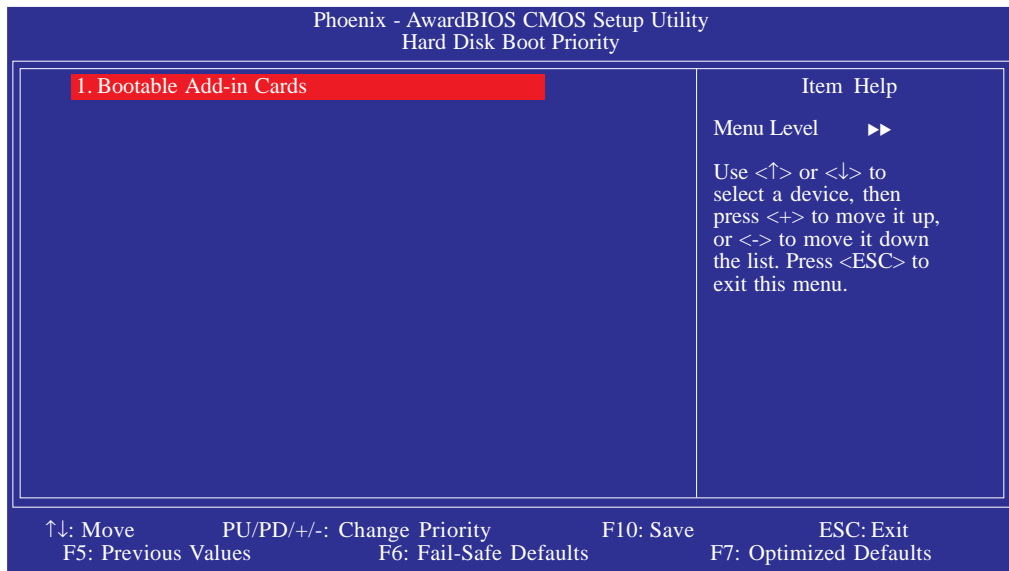 Phoenix - AwardBIOS CMOS Setup Utility
Hard Disk Boot Priority
1. Bootable Add-in Cards
Item Help
Menu Level ▶▶
Use <↑> or <↓> to
select a device, then
press <+> to move it up,
or <-> to move it down
the list. Press <ESC> to
exit this menu.
↑↓: Move PU/PD/+/-: Change Priority F10: Save ESC: Exit
F5: Previous Values F6: Fail-Safe Defaults F7: Optimized Defaults